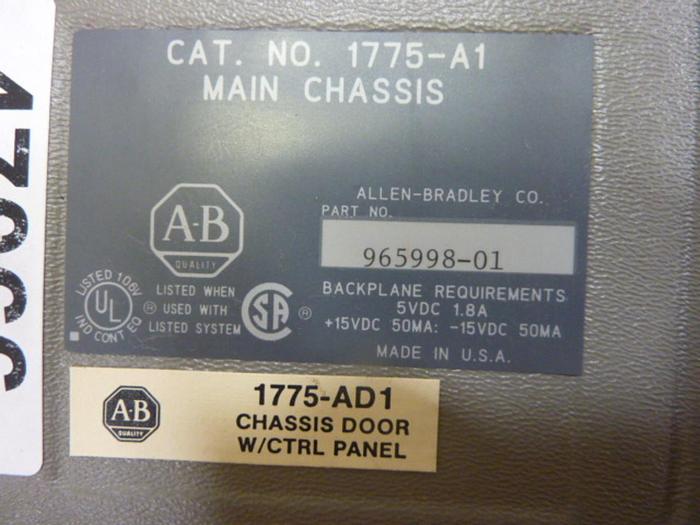 CAT. NO. 1775-A1
MAIN CHASSIS
A-B
QUALITY
ALLEN-BRADLEY CO.
PART NO.
965998-01
LISTED 106V
UL
IND CONT EQ
®
LISTED WHEN
USED WITH
LISTED SYSTEM
SA
®
BACKPLANE REQUIREMENTS
5VDC 1.8A
+15VDC 50MA: -15VDC 50MA
MADE IN U.S.A.
A-B
QUALITY
1775-AD1
CHASSIS DOOR
W/CTRL PANEL